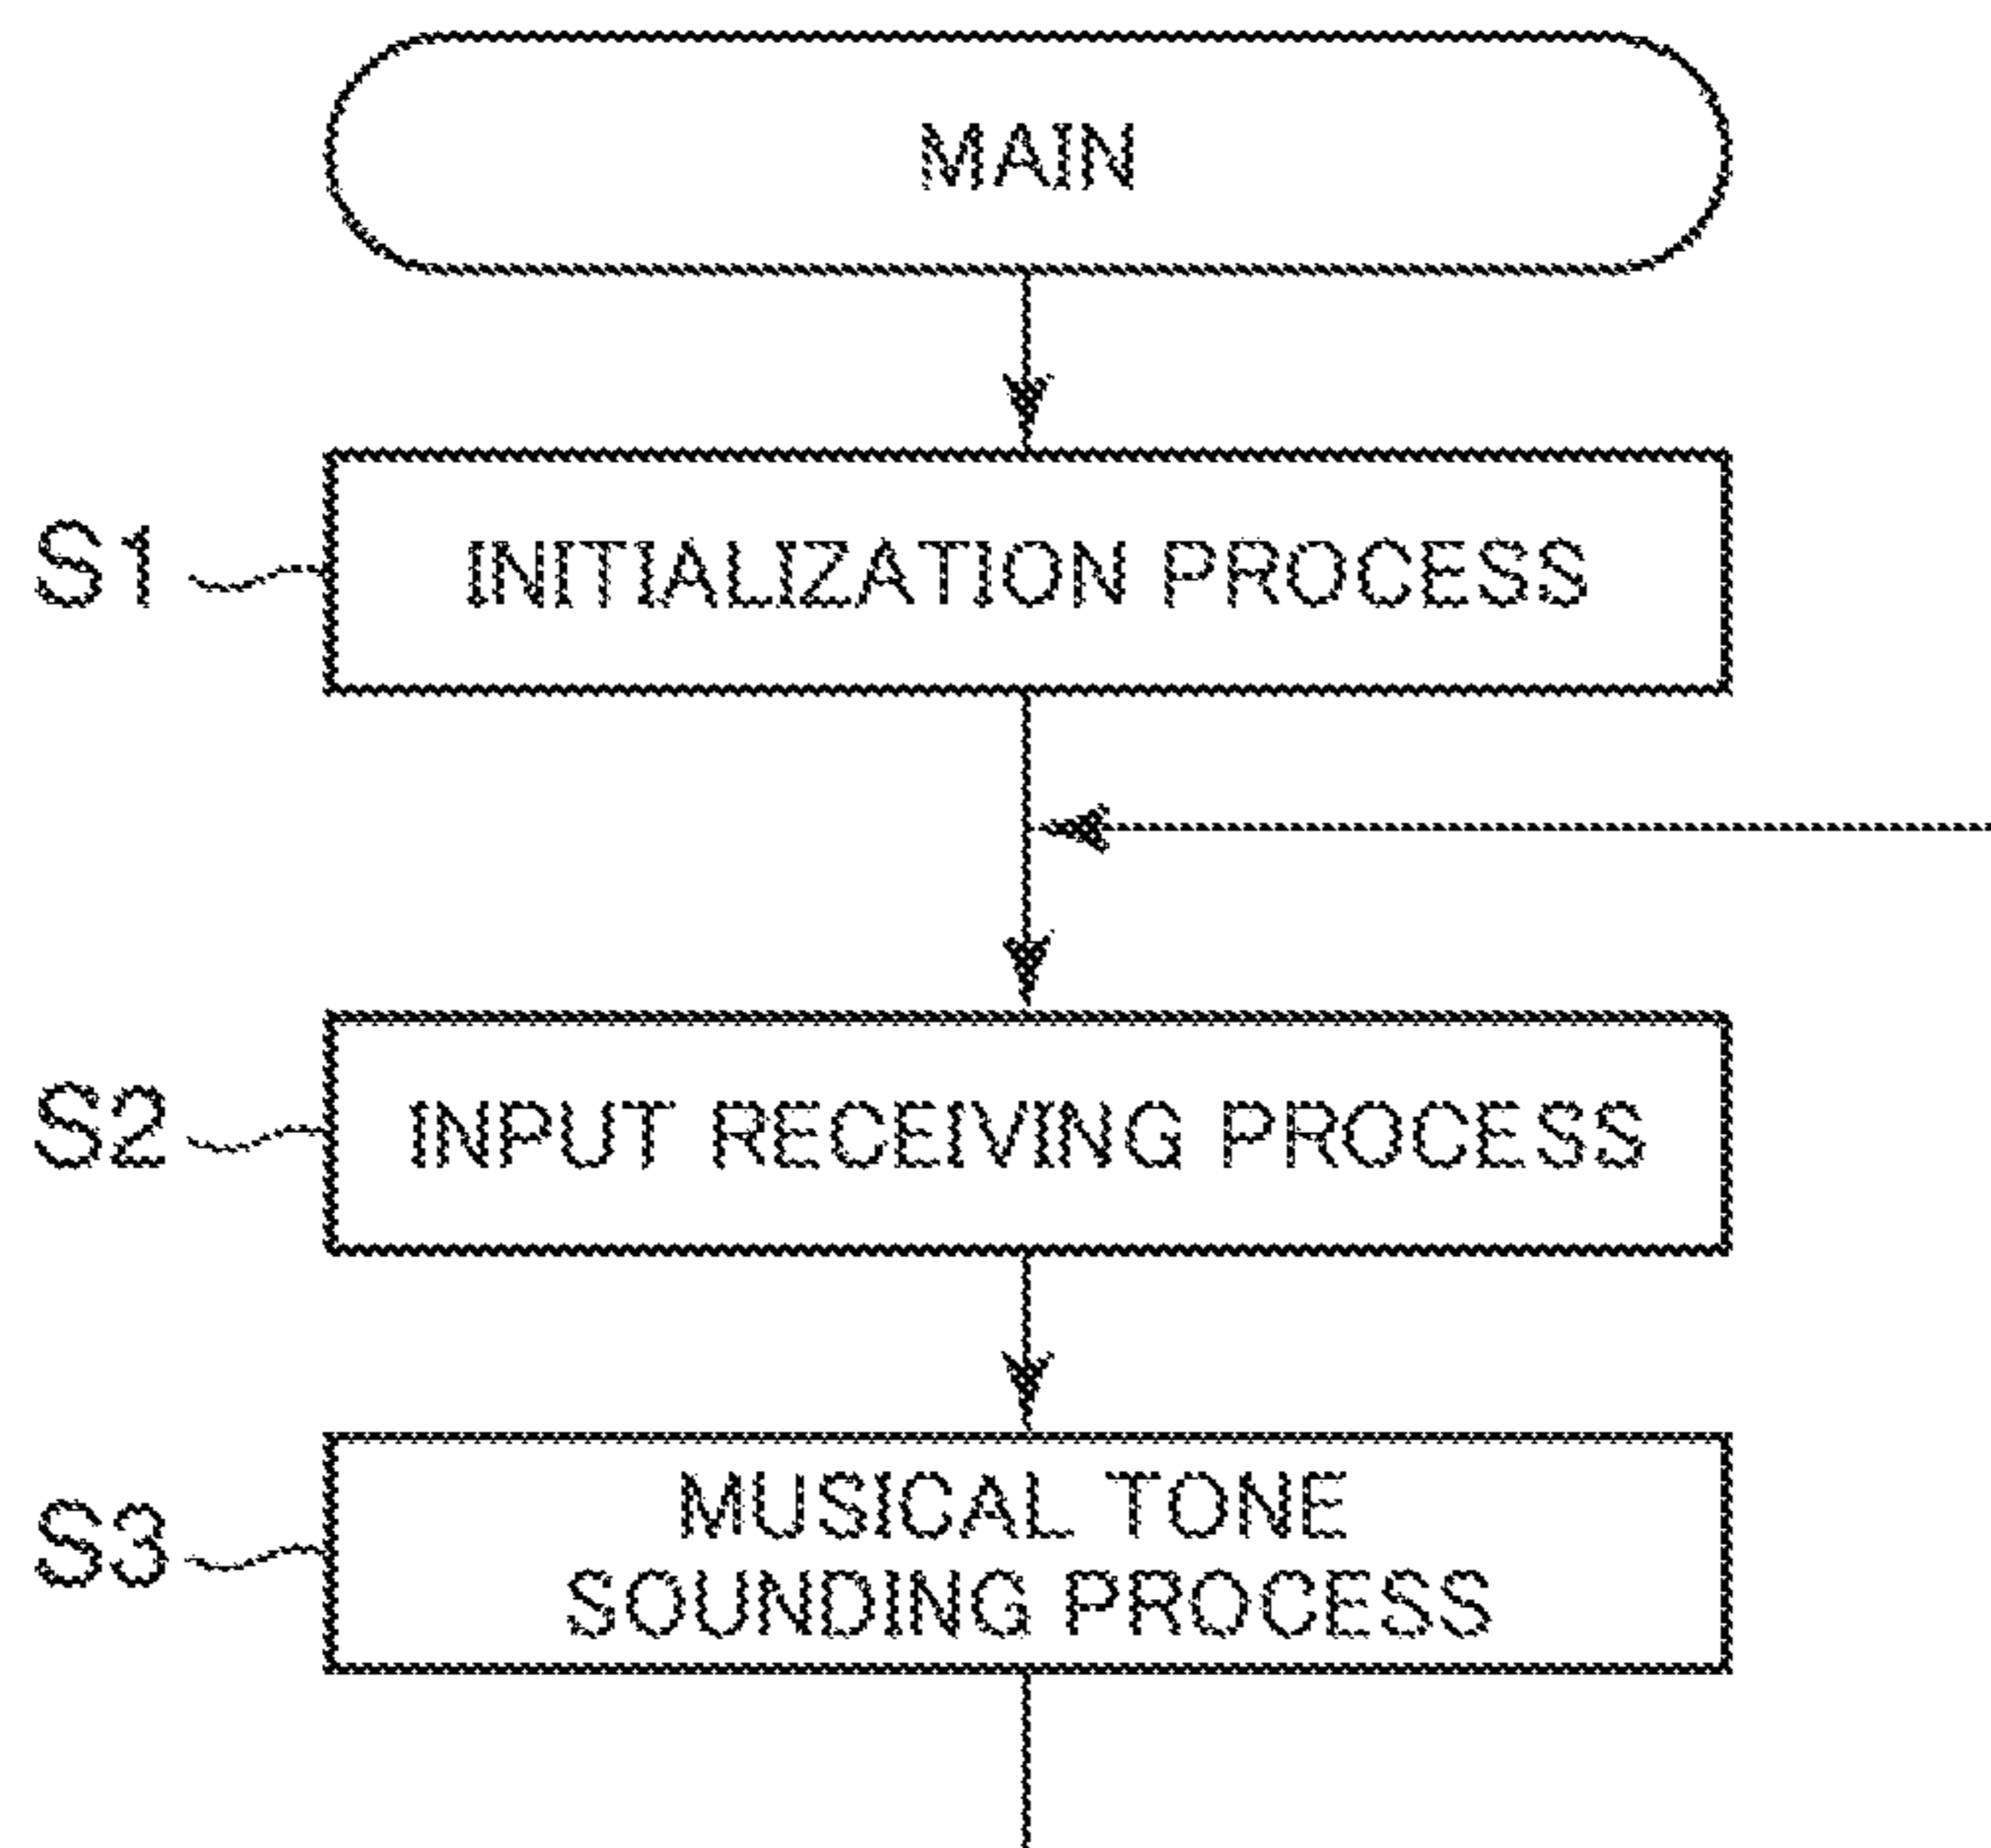 MAIN
S1 INITIALIZATION PROCESS
S2 INPUT RECEIVING PROCESS
S3 MUSICAL TONE
SOUNDING PROCESS